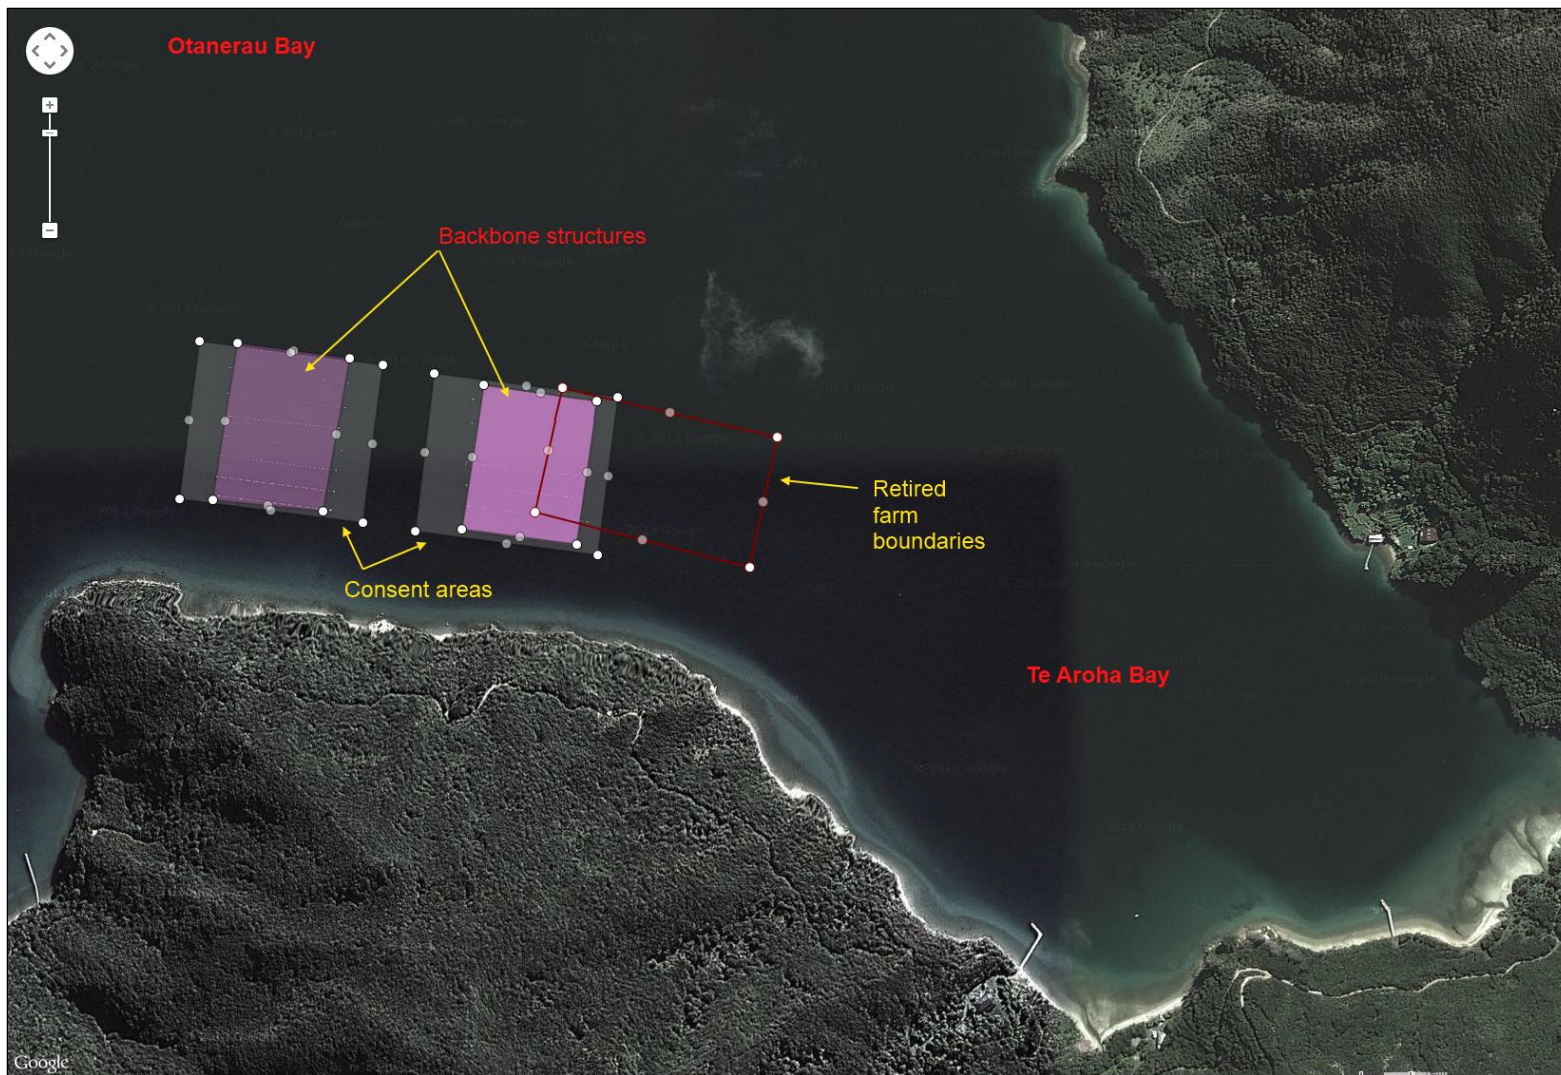 Otanerau Bay
Backbone structures
Retired
farm
boundaries
Consent areas
Te Aroha Bay
Google